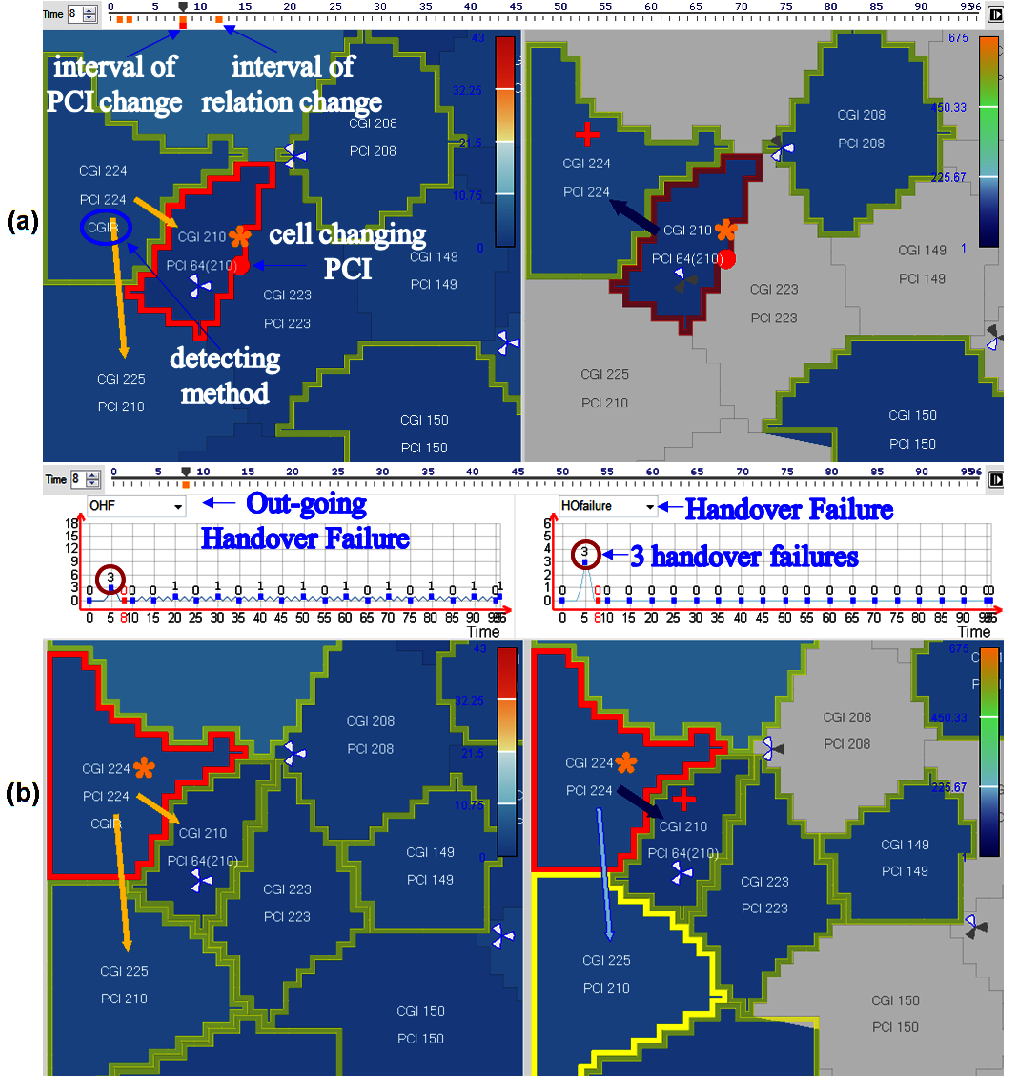 (a)
Time 8
0 5 10 15 20 25 30 35 40 45 50 55 60 65 70 75 80 85 90 95 96
interval of PCI change
interval of relation change
CGI 208
PCI 208
CGI 224
PCI 224
CGI 210
PCI 64(210)
cell changing PCI
CGI 149
PCI 149
CGI 223
PCI 223
detecting method
CGI 225
PCI 210
CGI 150
PCI 150
43
32.25
21.5
10.75
0
CGI 208
PCI 208
CGI 224
PCI 224
CGI 210
PCI 64(210)
CGI 149
PCI 149
CGI 223
PCI 223
CGI 225
PCI 210
CGI 150
PCI 150
675
450.33
225.67
1
Time 8
0 5 10 15 20 25 30 35 40 45 50 55 60 65 70 75 80 85 90 95 96
OHF
Out-going
Handover Failure
18
15
12
9
6
3
0
3
0 0 0 0 1 0 1 0 1 0 1 0 1 0 1 0 1 0 1
0 5 8 10 15 20 25 30 35 40 45 50 55 60 65 70 75 80 85 90
Time
HOfailure
Handover Failure
3 handover failures
6
5
4
3
2
1
0
3
0 0 0 0 0 0 0 0 0 0 0 0 0 0 0 0 0 0 0 0
0 5 8 10 15 20 25 30 35 40 45 50 55 60 65 70 75 80 85 90
Time
(b)
CGI 208
PCI 208
CGI 224
PCI 224
CGI 210
PCI 64(210)
CGI 149
PCI 149
CGI 223
PCI 223
CGI 225
PCI 210
CGI 150
PCI 150
43
32.25
21.5
10.75
0
CGI 208
PCI 208
CGI 224
PCI 224
CGI 210
PCI 64(210)
CGI 149
PCI 149
CGI 223
PCI 223
CGI 225
PCI 210
CGI 150
PCI 150
675
450.33
225.67